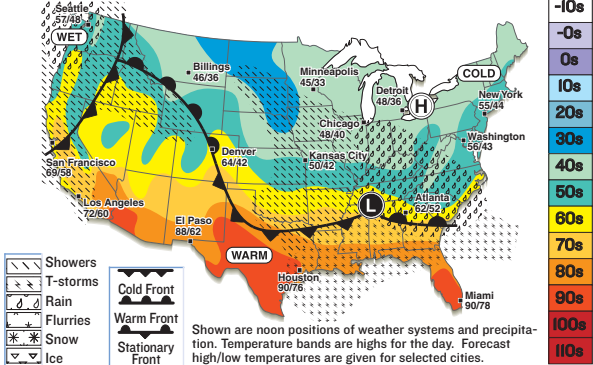 Seattle
57/48
WET
Billings
46/36
Minneapolis
45/33
Detroit
48/36
H
COLD
New York
55/44
Chicago
48/40
Washington
56/43
San Francisco
69/58
Denver
64/42
Kansas City
50/42
Los Angeles
72/60
El Paso
88/62
L
Atlanta
62/52
WARM
Houston
90/76
Miami
90/78
-10s
-0s
0s
10s
20s
30s
40s
50s
60s
70s
80s
90s
100s
110s
Showers
T-storms
Rain
Flurries
Snow
Ice
Cold Front
Warm Front
Stationary
Front
Shown are noon positions of weather systems and precipita-
tion. Temperature bands are highs for the day. Forecast
high/low temperatures are given for selected cities.